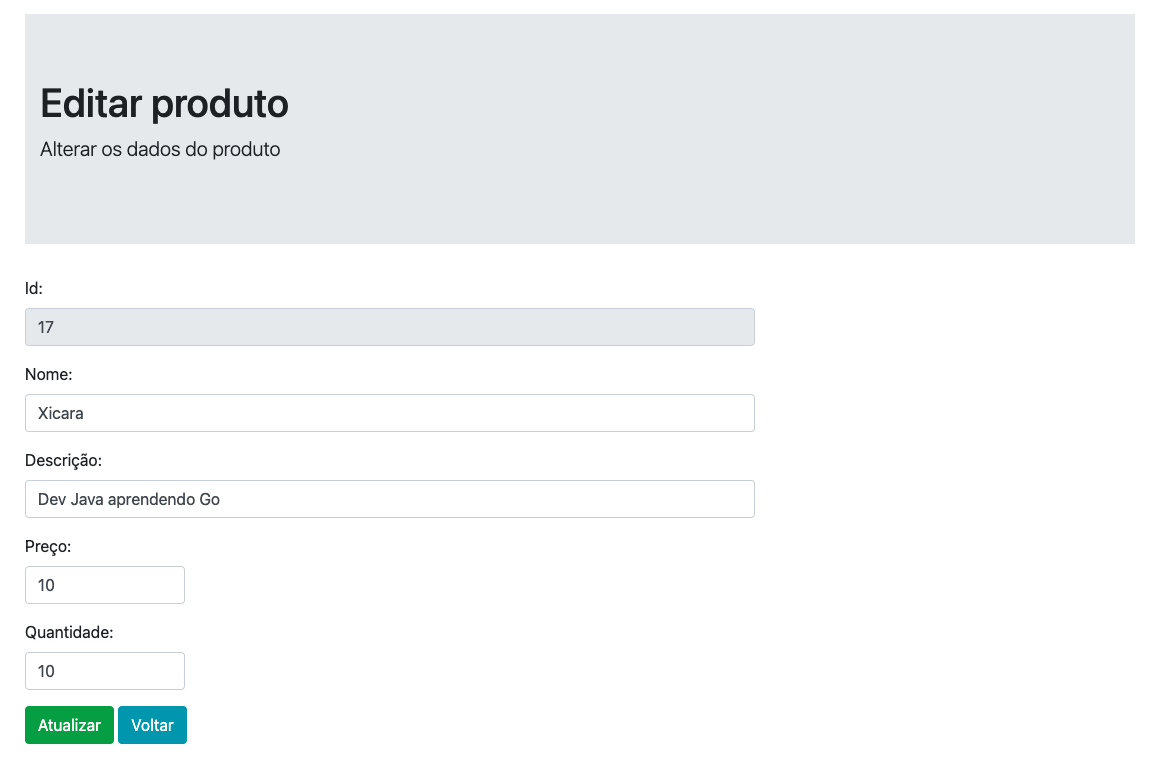 Editar produto
Alterar os dados do produto
Id:
17
Nome:
Xicara
Descrição:
Dev Java aprendendo Go
Preço:
10
Quantidade:
10
Atualizar Voltar